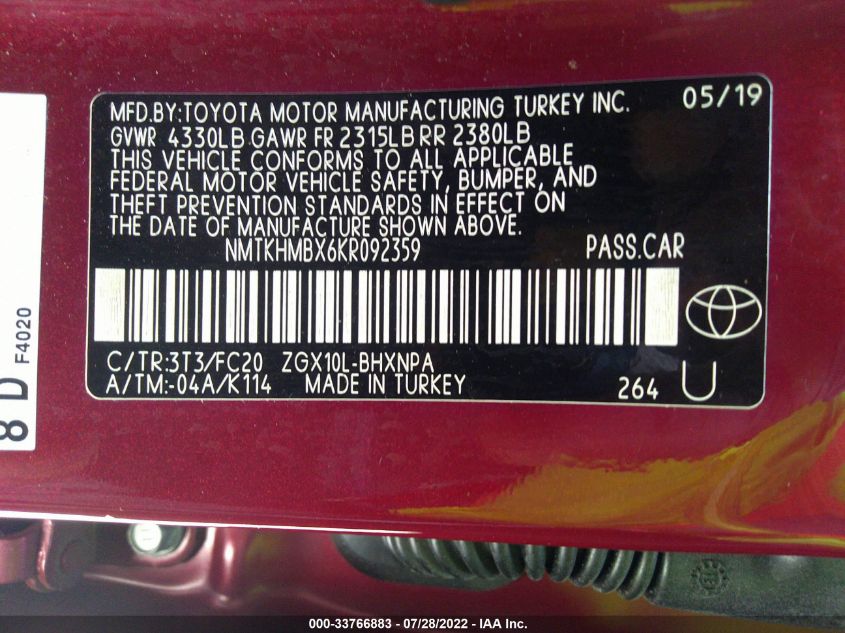 MFD.BY:TOYOTA MOTOR MANUFACTURING TURKEY INC. 05/19
GVWR 4330LB GAWR FR 2315LB RR 2380LB
THIS VEHICLE CONFORMS TO ALL APPLICABLE
FEDERAL MOTOR VEHICLE SAFETY, BUMPER, AND
THEFT PREVENTION STANDARDS IN EFFECT ON
THE DATE OF MANUFACTURE SHOWN ABOVE.
NMTKHMBX6KR092359 PASS.CAR
C/TR:3T3/FC20 ZGX10L-BHXNPA
A/TM:-04A/K114 MADE IN TURKEY 264 U
8 D
F4020
000-33766883 / 07/28/2022 - IAA Inc.